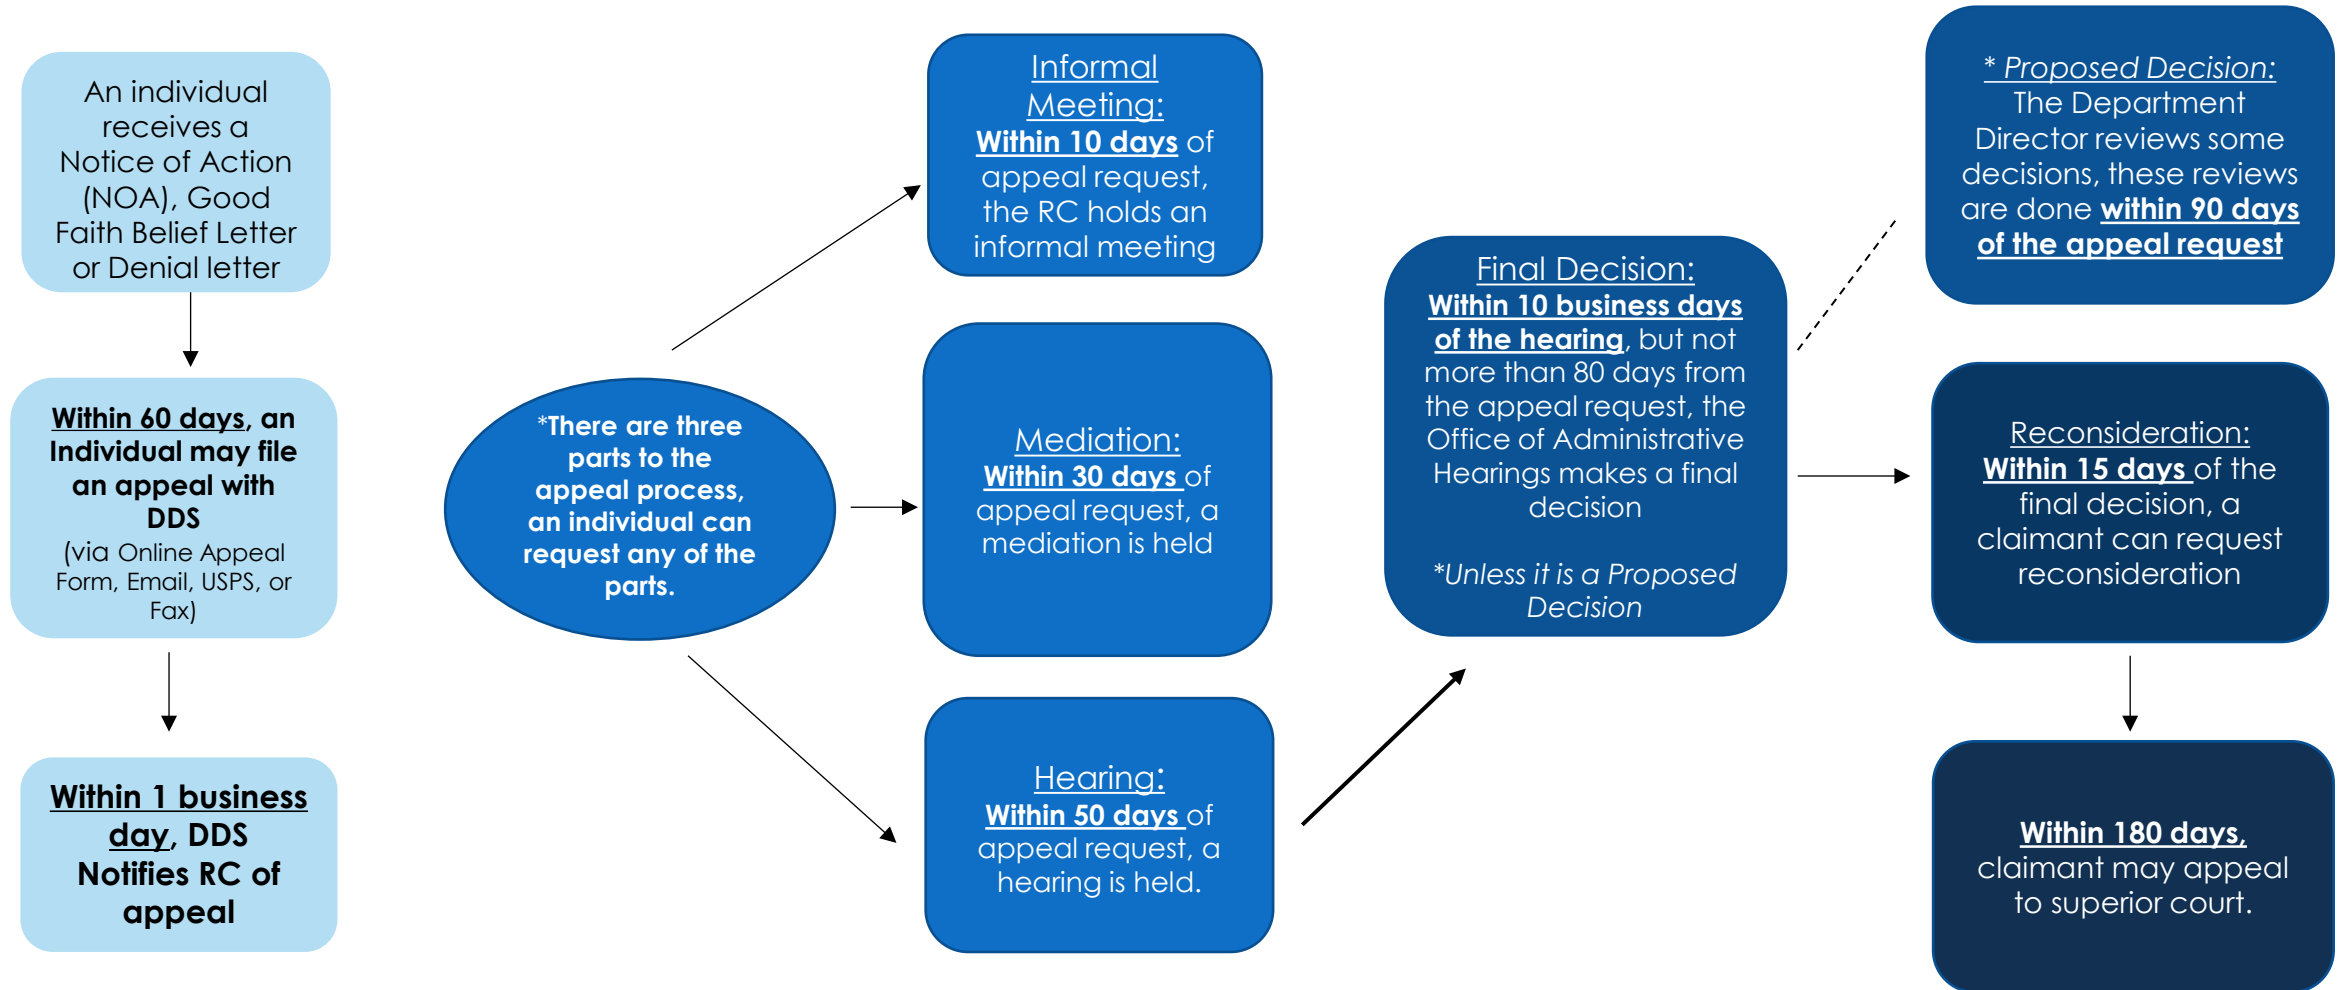 An individual
receives a
Notice of Action
(NOA), Good
Faith Belief Letter
or Denial letter
Within 60 days, an
Individual may file
an appeal with
DDS
(via Online Appeal
Form, Email, USPS, or
Fax)
Within 1 business
day, DDS
Notifies RC of
appeal
*There are three
parts to the
appeal process,
an individual can
request any of the
parts.
Informal
Meeting:
Within 10 days of
appeal request,
the RC holds an
informal meeting
Mediation:
Within 30 days of
appeal request, a
mediation is held
Hearing:
Within 50 days of
appeal request, a
hearing is held.
Final Decision:
Within 10 business days
of the hearing, but not
more than 80 days from
the appeal request, the
Office of Administrative
Hearings makes a final
decision
*Unless it is a Proposed
Decision
* Proposed Decision:
The Department
Director reviews some
decisions, these reviews
are done within 90 days
of the appeal request
Reconsideration:
Within 15 days of the
final decision, a
claimant can request
reconsideration
Within 180 days,
claimant may appeal
to superior court.